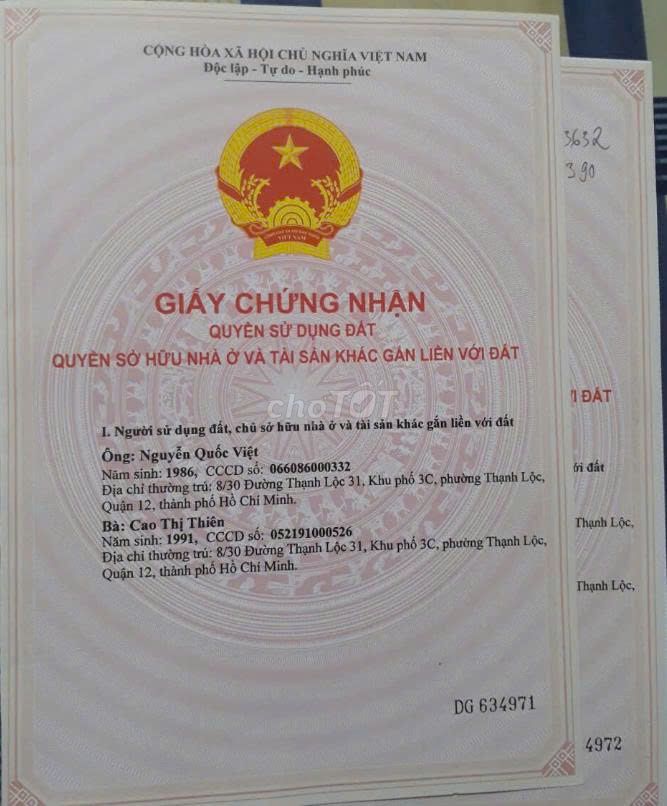 CỘNG HÒA XÃ HỘI CHỦ NGHĨA VIỆT NAM
Độc lập - Tự do - Hạnh phúc
VIỆT NAM
GIẤY CHỨNG NHẬN
QUYỀN SỬ DỤNG ĐẤT
QUYỀN SỞ HỮU NHÀ Ở VÀ TÀI SẢN KHÁC GẮN LIỀN VỚI ĐẤT
choTỐT
I. Người sử dụng đất, chủ sở hữu nhà ở và tài sản khác gắn liền với đất
Ông: Nguyễn Quốc Việt
Năm sinh: 1986, CCCD số: 066086000332
Địa chỉ thường trú: 8/30 Đường Thạnh Lộc 31, Khu phố 3C, phường Thạnh Lộc,
Quận 12, thành phố Hồ Chí Minh.
Bà: Cao Thị Thiên
Năm sinh: 1991, CCCD số: 052191000526
Địa chỉ thường trú: 8/30 Đường Thạnh Lộc 31, Khu phố 3C, phường Thạnh Lộc,
Quận 12, thành phố Hồ Chí Minh.
DG 634971
3632
390
I ĐẤT
ới đất
Thạnh Lộc,
Thạnh Lộc,
4972